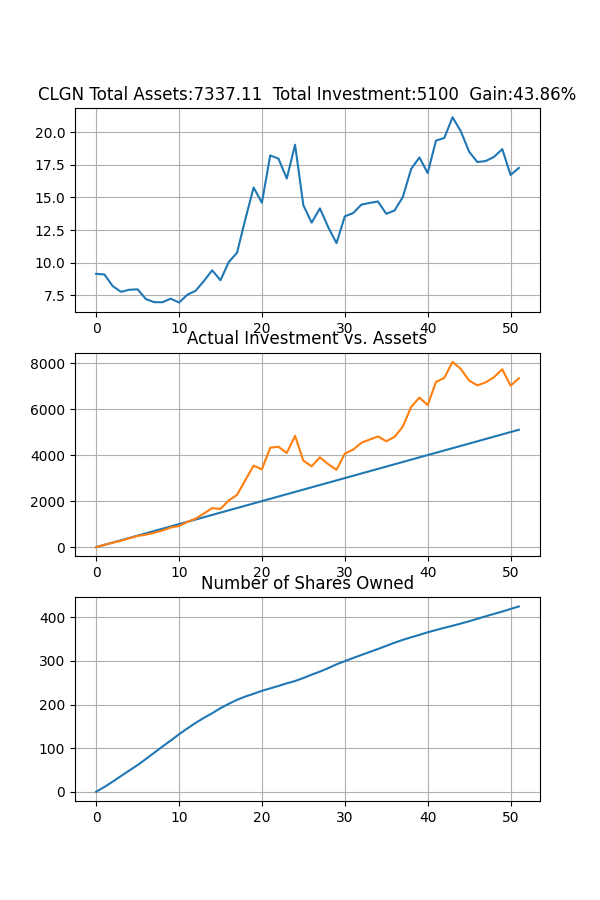 CLGN Total Assets:7337.11  Total Investment:5100  Gain:43.86%
20.0
17.5
15.0
12.5
10.0
7.5
0 10 20 30 40 50
Actual Investment vs. Assets
8000
6000
4000
2000
0
0 10 20 30 40 50
Number of Shares Owned
400
300
200
100
0
0 10 20 30 40 50